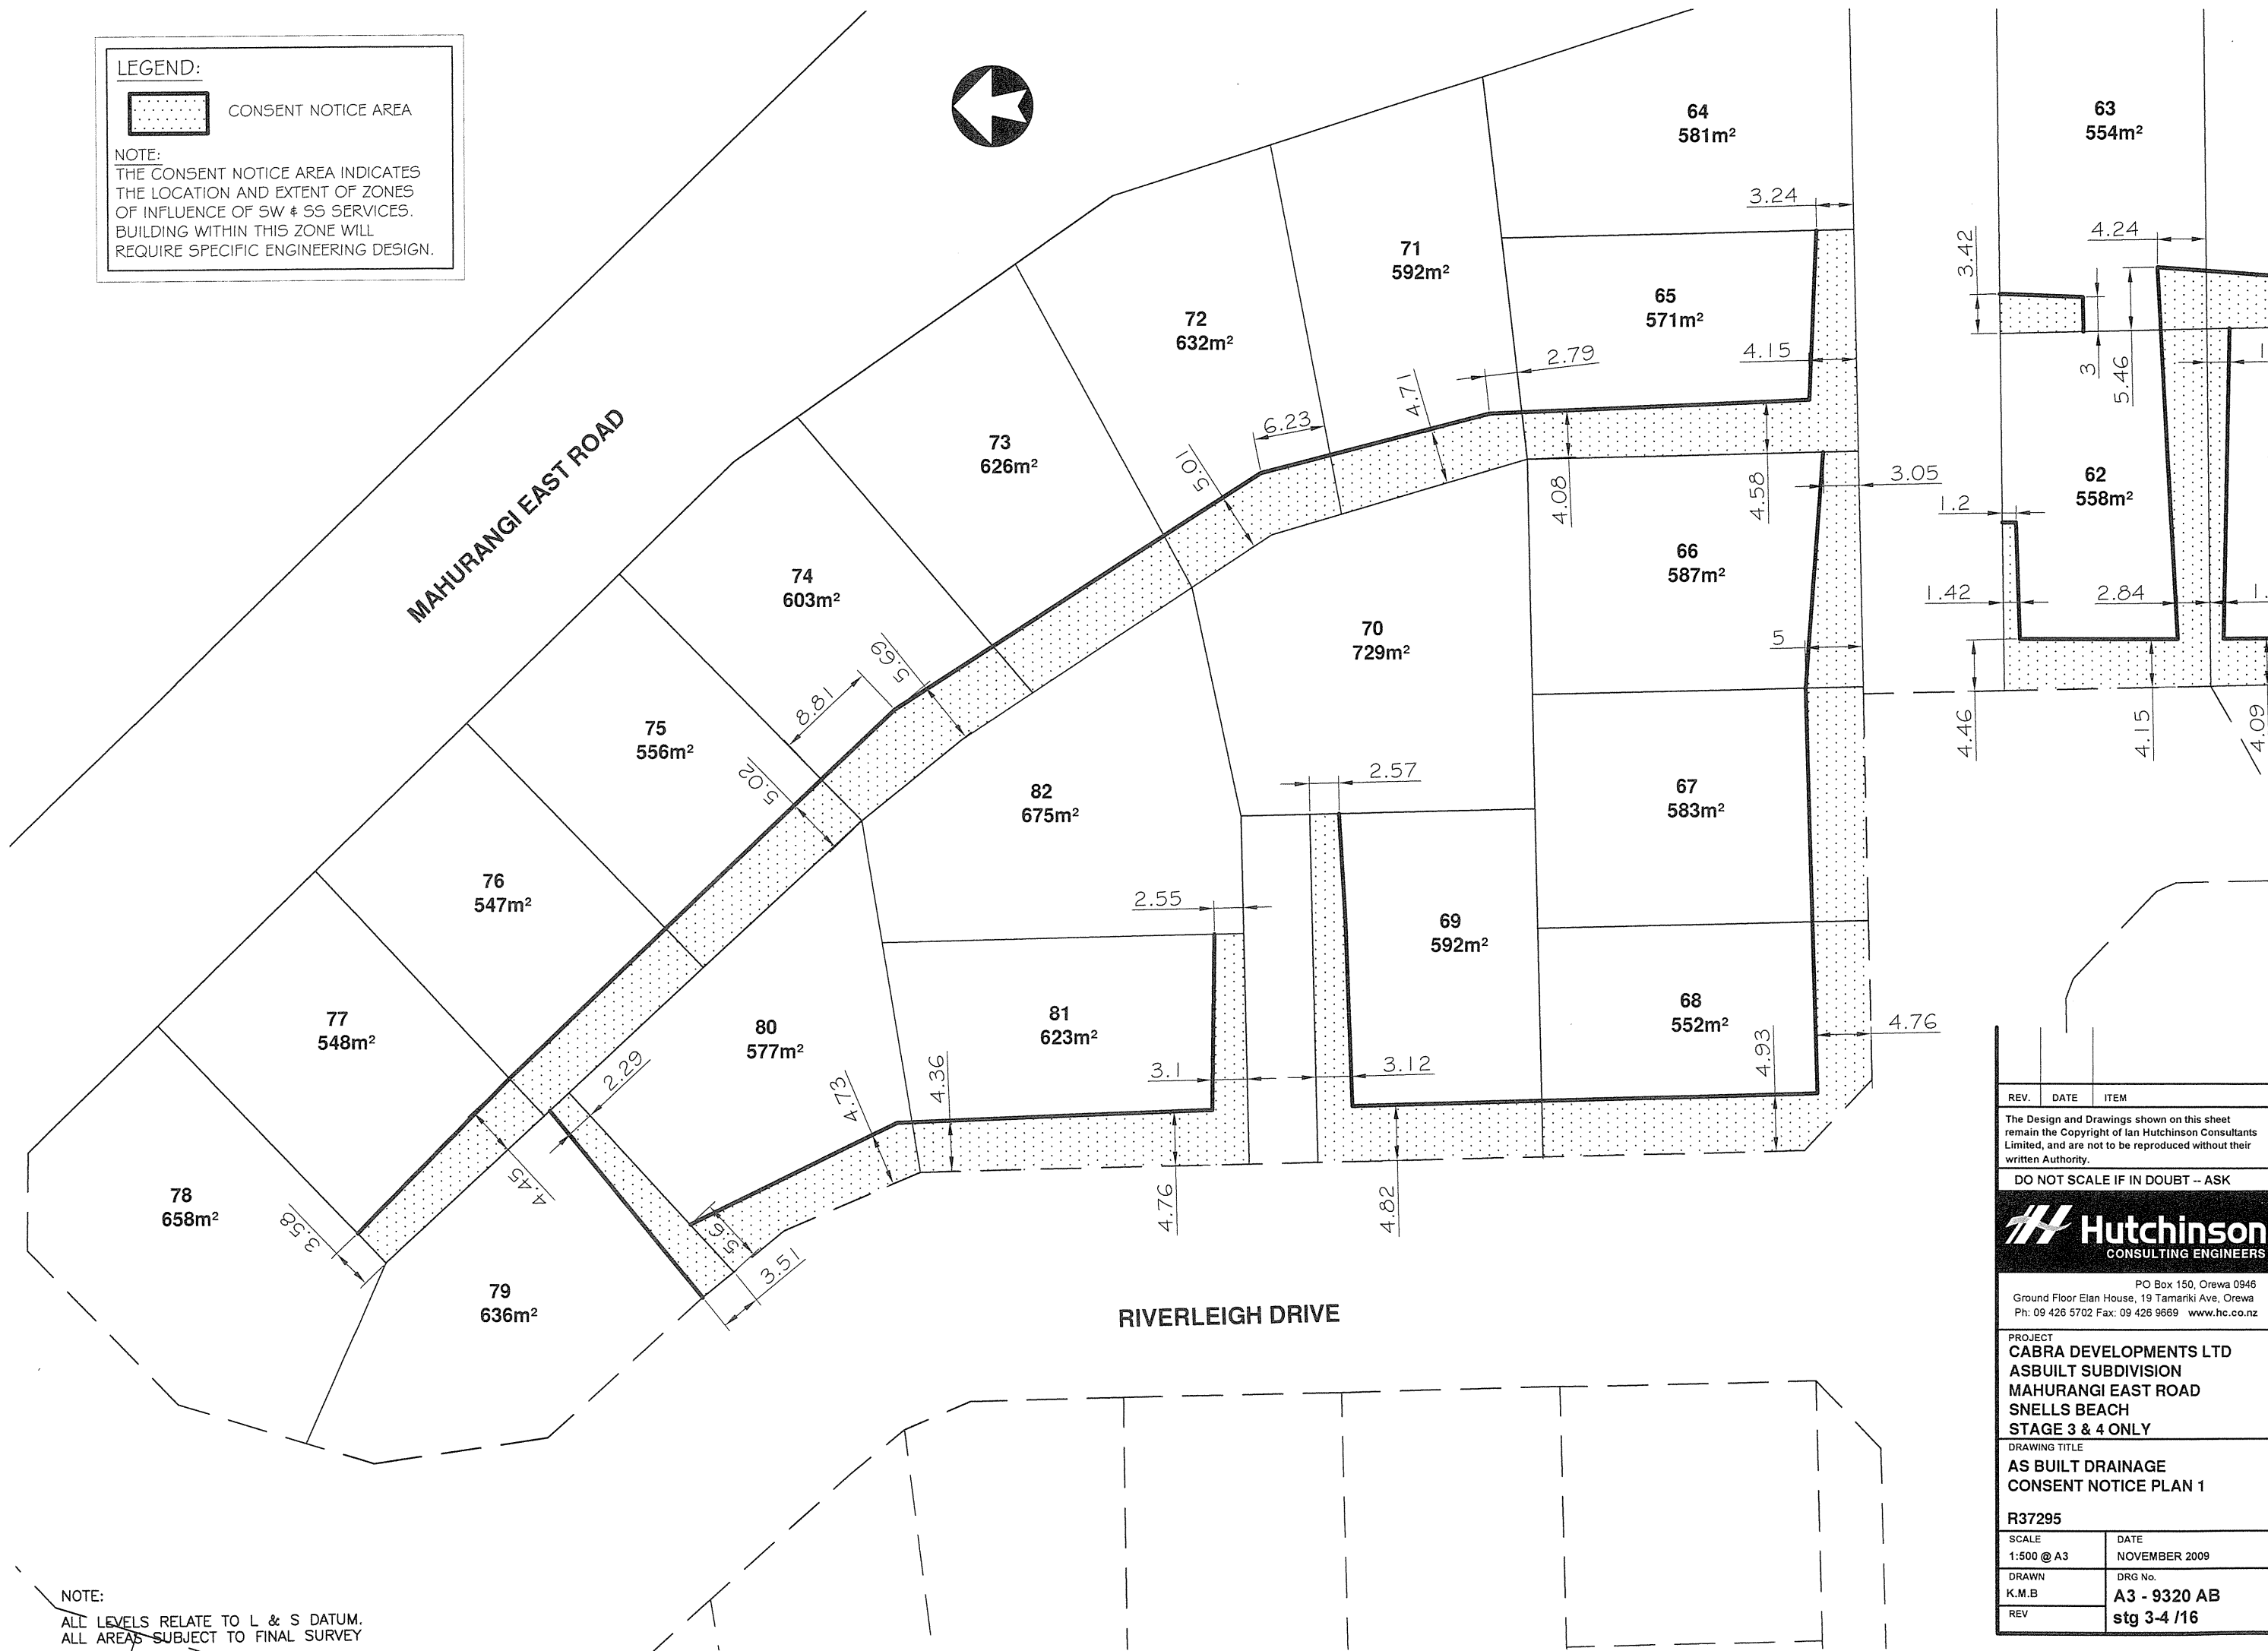 LEGEND:
CONSENT NOTICE AREA
NOTE:
THE CONSENT NOTICE AREA INDICATES
THE LOCATION AND EXTENT OF ZONES
OF INFLUENCE OF SW & SS SERVICES.
BUILDING WITHIN THIS ZONE WILL
REQUIRE SPECIFIC ENGINEERING DESIGN.
MAHURANGI EAST ROAD
64
581m²
3.24
63
554m²
4.24
3.42
3
5.46
71
592m²
65
571m²
72
632m²
2.79
4.15
4.71
6.23
73
626m²
5.01
4.08
4.58
3.05
62
558m²
1.2
1.42
2.84
4.46
4.15
4.09
66
587m²
74
603m²
70
729m²
5
5.69
8.81
75
556m²
5.02
82
675m²
2.57
67
583m²
76
547m²
2.55
69
592m²
77
548m²
80
577m²
81
623m²
68
552m²
4.76
4.93
2.29
4.73
4.36
3.1
3.12
4.45
78
658m²
3.58
4.76
4.82
3.51
79
636m²
RIVERLEIGH DRIVE
REV. DATE ITEM
The Design and Drawings shown on this sheet
remain the Copyright of Ian Hutchinson Consultants
Limited, and are not to be reproduced without their
written Authority.
DO NOT SCALE IF IN DOUBT -- ASK
Hutchinson
CONSULTING ENGINEERS
PO Box 150, Orewa 0946
Ground Floor Elan House, 19 Tamariki Ave, Orewa
Ph: 09 426 5702 Fax: 09 426 9669 www.hc.co.nz
PROJECT
CABRA DEVELOPMENTS LTD
ASBUILT SUBDIVISION
MAHURANGI EAST ROAD
SNELLS BEACH
STAGE 3 & 4 ONLY
DRAWING TITLE
AS BUILT DRAINAGE
CONSENT NOTICE PLAN 1
R37295
SCALE DATE
1:500 @ A3 NOVEMBER 2009
DRAWN DRG No.
K.M.B A3 - 9320 AB
REV stg 3-4 /16
NOTE:
ALL LEVELS RELATE TO L & S DATUM.
ALL AREAS SUBJECT TO FINAL SURVEY